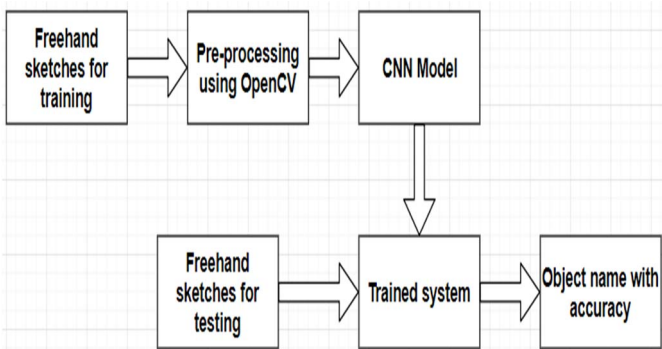 Freehand
sketches for
training
Pre-processing
using OpenCV
CNN Model
Freehand
sketches for
testing
Trained system
Object name with
accuracy